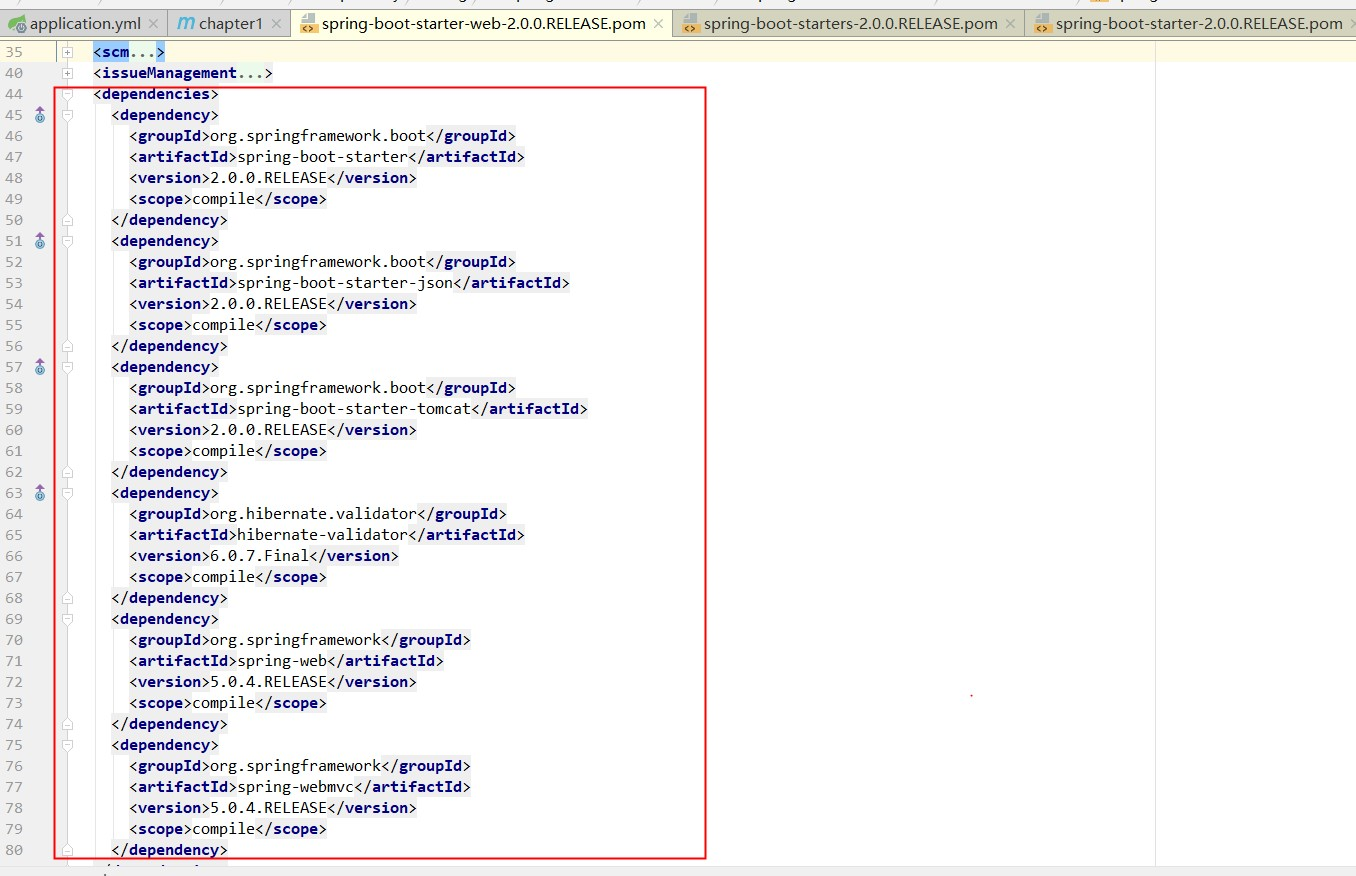 application.yml
chapter1
spring-boot-starter-web-2.0.0.RELEASE.pom
spring-boot-starters-2.0.0.RELEASE.pom
spring-boot-starter-2.0.0.RELEASE.pom
35 <scm...>
40 <issueManagement...>
44 <dependencies>
45 <dependency>
46 <groupId>org.springframework.boot</groupId>
47 <artifactId>spring-boot-starter</artifactId>
48 <version>2.0.0.RELEASE</version>
49 <scope>compile</scope>
50 </dependency>
51 <dependency>
52 <groupId>org.springframework.boot</groupId>
53 <artifactId>spring-boot-starter-json</artifactId>
54 <version>2.0.0.RELEASE</version>
55 <scope>compile</scope>
56 </dependency>
57 <dependency>
58 <groupId>org.springframework.boot</groupId>
59 <artifactId>spring-boot-starter-tomcat</artifactId>
60 <version>2.0.0.RELEASE</version>
61 <scope>compile</scope>
62 </dependency>
63 <dependency>
64 <groupId>org.hibernate.validator</groupId>
65 <artifactId>hibernate-validator</artifactId>
66 <version>6.0.7.Final</version>
67 <scope>compile</scope>
68 </dependency>
69 <dependency>
70 <groupId>org.springframework</groupId>
71 <artifactId>spring-web</artifactId>
72 <version>5.0.4.RELEASE</version>
73 <scope>compile</scope>
74 </dependency>
75 <dependency>
76 <groupId>org.springframework</groupId>
77 <artifactId>spring-webmvc</artifactId>
78 <version>5.0.4.RELEASE</version>
79 <scope>compile</scope>
80 </dependency>